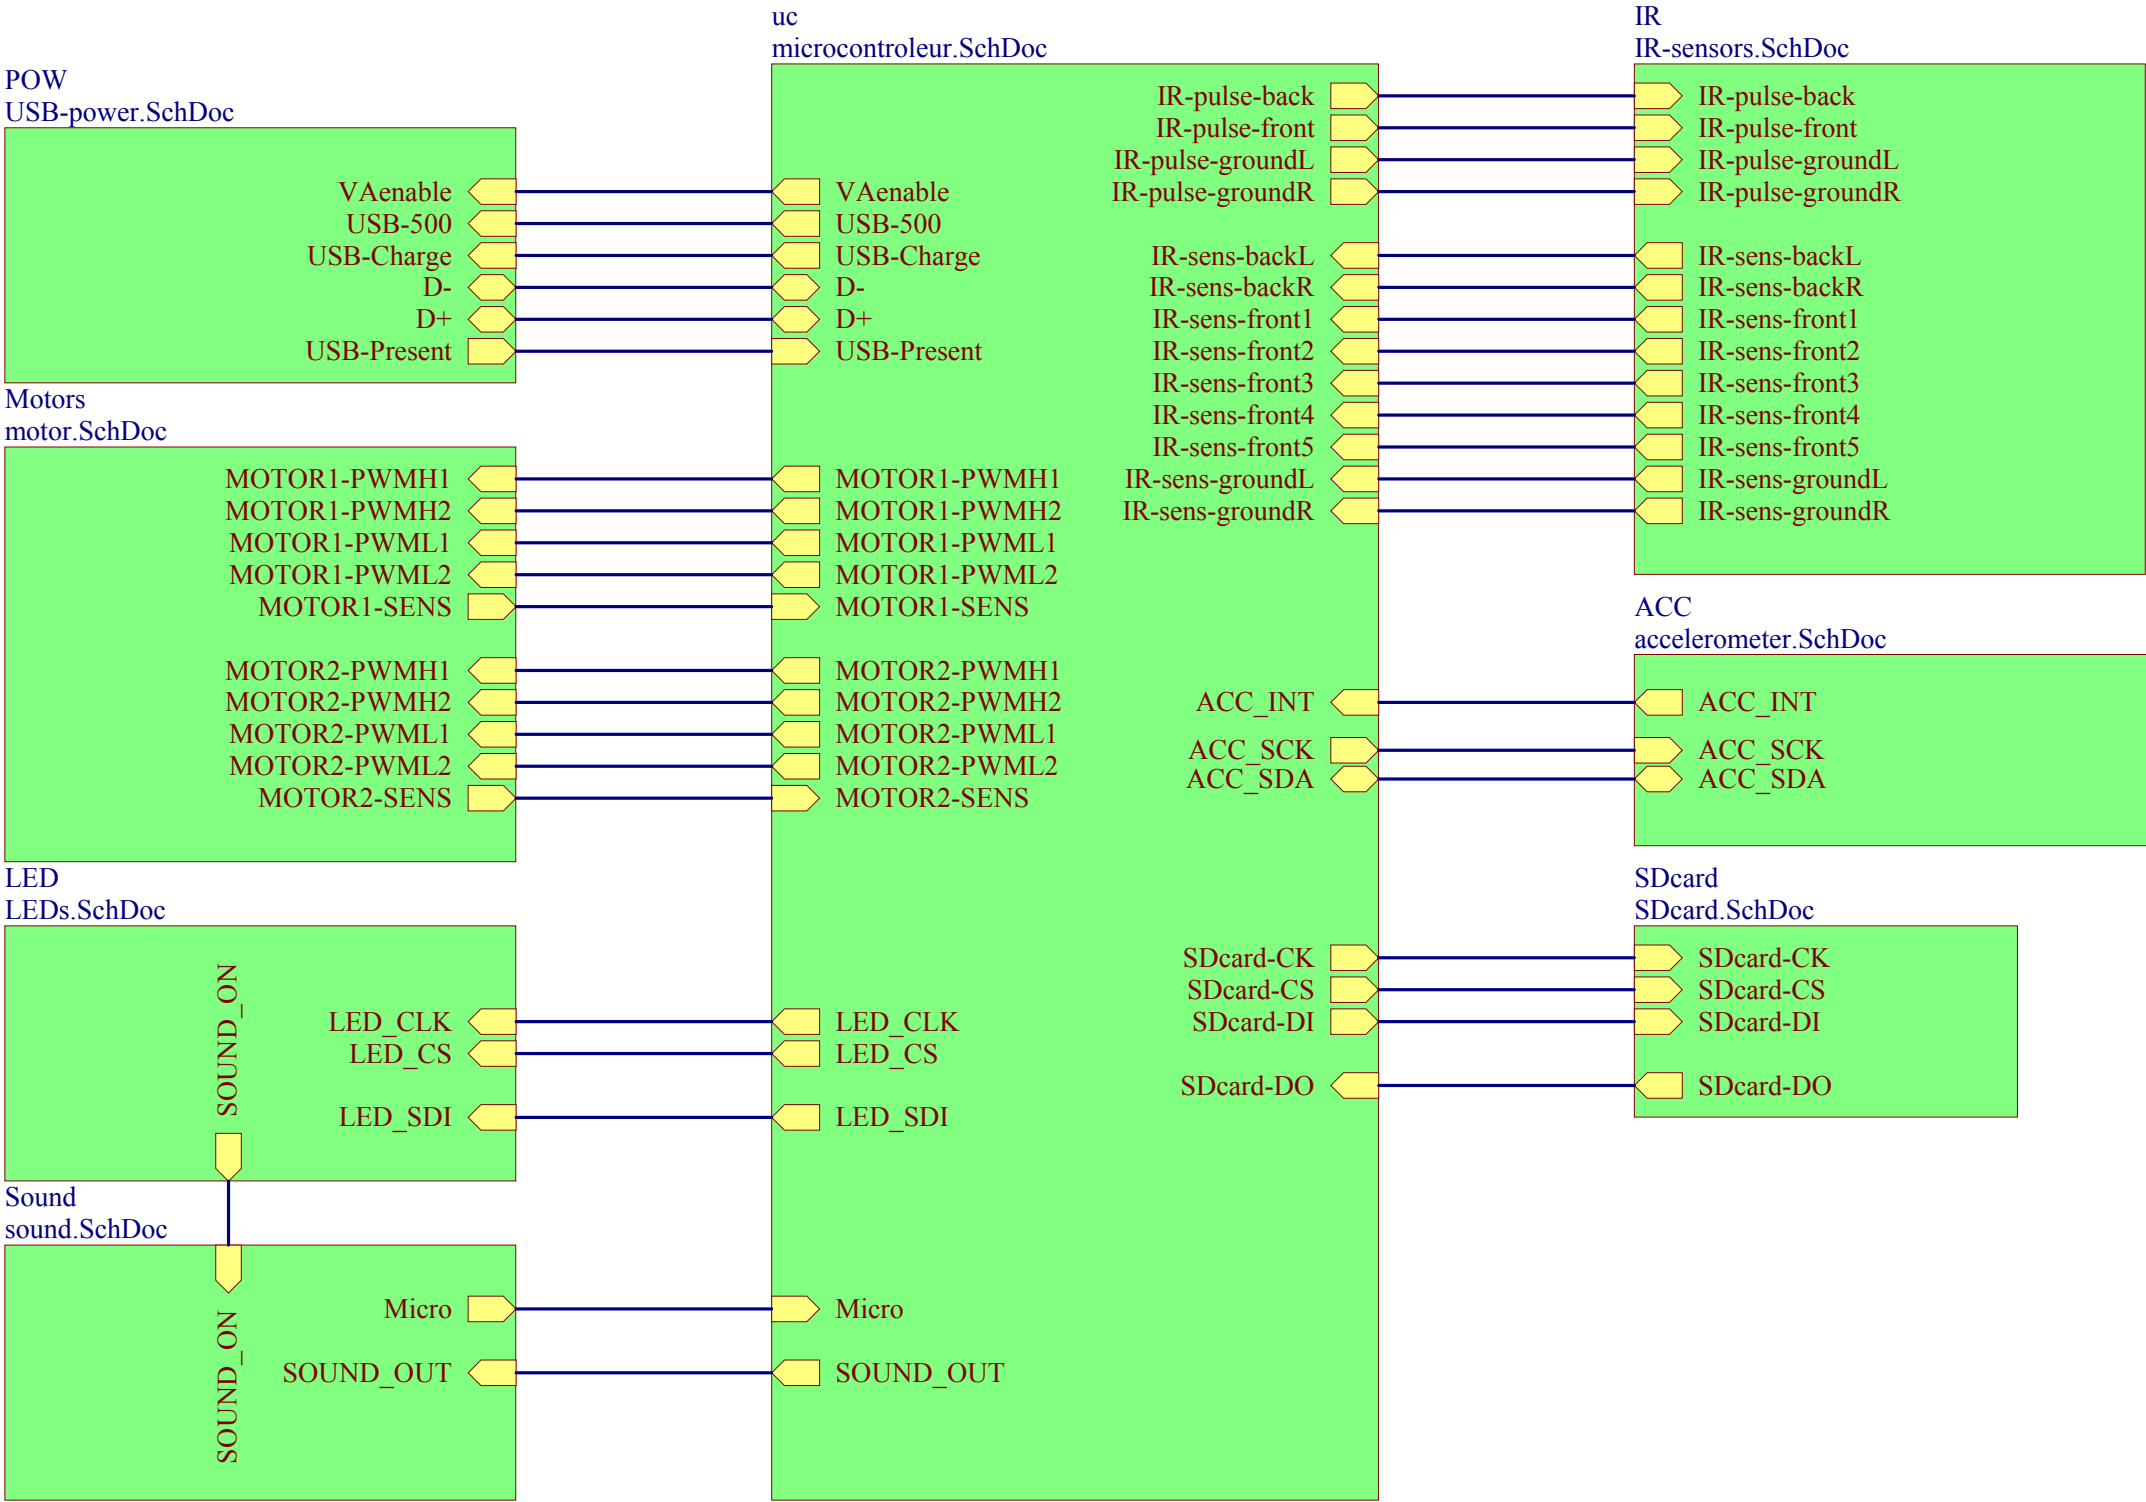 POW
USB-power.SchDoc
VAenable
USB-500
USB-Charge
D-
D+
USB-Present
Motors
motor.SchDoc
MOTOR1-PWMH1
MOTOR1-PWMH2
MOTOR1-PWML1
MOTOR1-PWML2
MOTOR1-SENS
MOTOR2-PWMH1
MOTOR2-PWMH2
MOTOR2-PWML1
MOTOR2-PWML2
MOTOR2-SENS
LED
LEDs.SchDoc
SOUND_ON
LED_CLK
LED_CS
LED_SDI
Sound
sound.SchDoc
SOUND_ON
Micro
SOUND_OUT
uc
microcontroleur.SchDoc
VAenable
USB-500
USB-Charge
D-
D+
USB-Present
MOTOR1-PWMH1
MOTOR1-PWMH2
MOTOR1-PWML1
MOTOR1-PWML2
MOTOR1-SENS
MOTOR2-PWMH1
MOTOR2-PWMH2
MOTOR2-PWML1
MOTOR2-PWML2
MOTOR2-SENS
LED_CLK
LED_CS
LED_SDI
Micro
SOUND_OUT
IR-pulse-back
IR-pulse-front
IR-pulse-groundL
IR-pulse-groundR
IR-sens-backL
IR-sens-backR
IR-sens-front1
IR-sens-front2
IR-sens-front3
IR-sens-front4
IR-sens-front5
IR-sens-groundL
IR-sens-groundR
ACC_INT
ACC_SCK
ACC_SDA
SDcard-CK
SDcard-CS
SDcard-DI
SDcard-DO
IR
IR-sensors.SchDoc
IR-pulse-back
IR-pulse-front
IR-pulse-groundL
IR-pulse-groundR
IR-sens-backL
IR-sens-backR
IR-sens-front1
IR-sens-front2
IR-sens-front3
IR-sens-front4
IR-sens-front5
IR-sens-groundL
IR-sens-groundR
ACC
accelerometer.SchDoc
ACC_INT
ACC_SCK
ACC_SDA
SDcard
SDcard.SchDoc
SDcard-CK
SDcard-CS
SDcard-DI
SDcard-DO